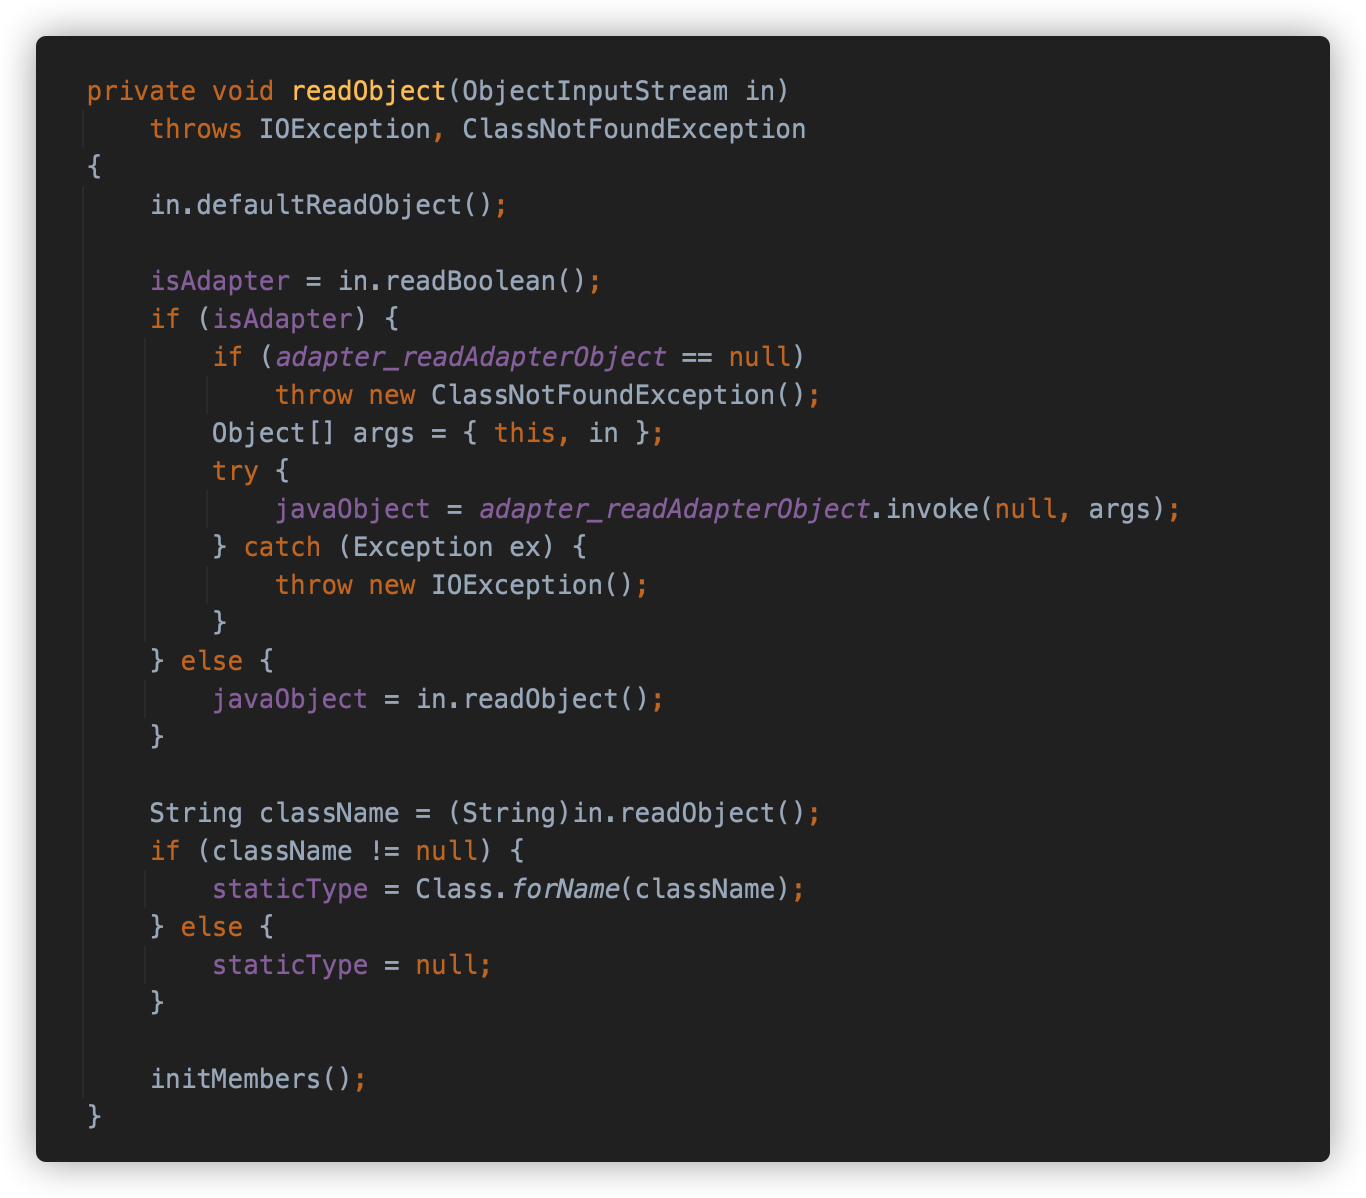 private void readObject(ObjectInputStream in)
    throws IOException, ClassNotFoundException
{
    in.defaultReadObject();

    isAdapter = in.readBoolean();
    if (isAdapter) {
        if (adapter_readAdapterObject == null)
            throw new ClassNotFoundException();
        Object[] args = { this, in };
        try {
            javaObject = adapter_readAdapterObject.invoke(null, args);
        } catch (Exception ex) {
            throw new IOException();
        }
    } else {
        javaObject = in.readObject();
    }

    String className = (String)in.readObject();
    if (className != null) {
        staticType = Class.forName(className);
    } else {
        staticType = null;
    }

    initMembers();
}